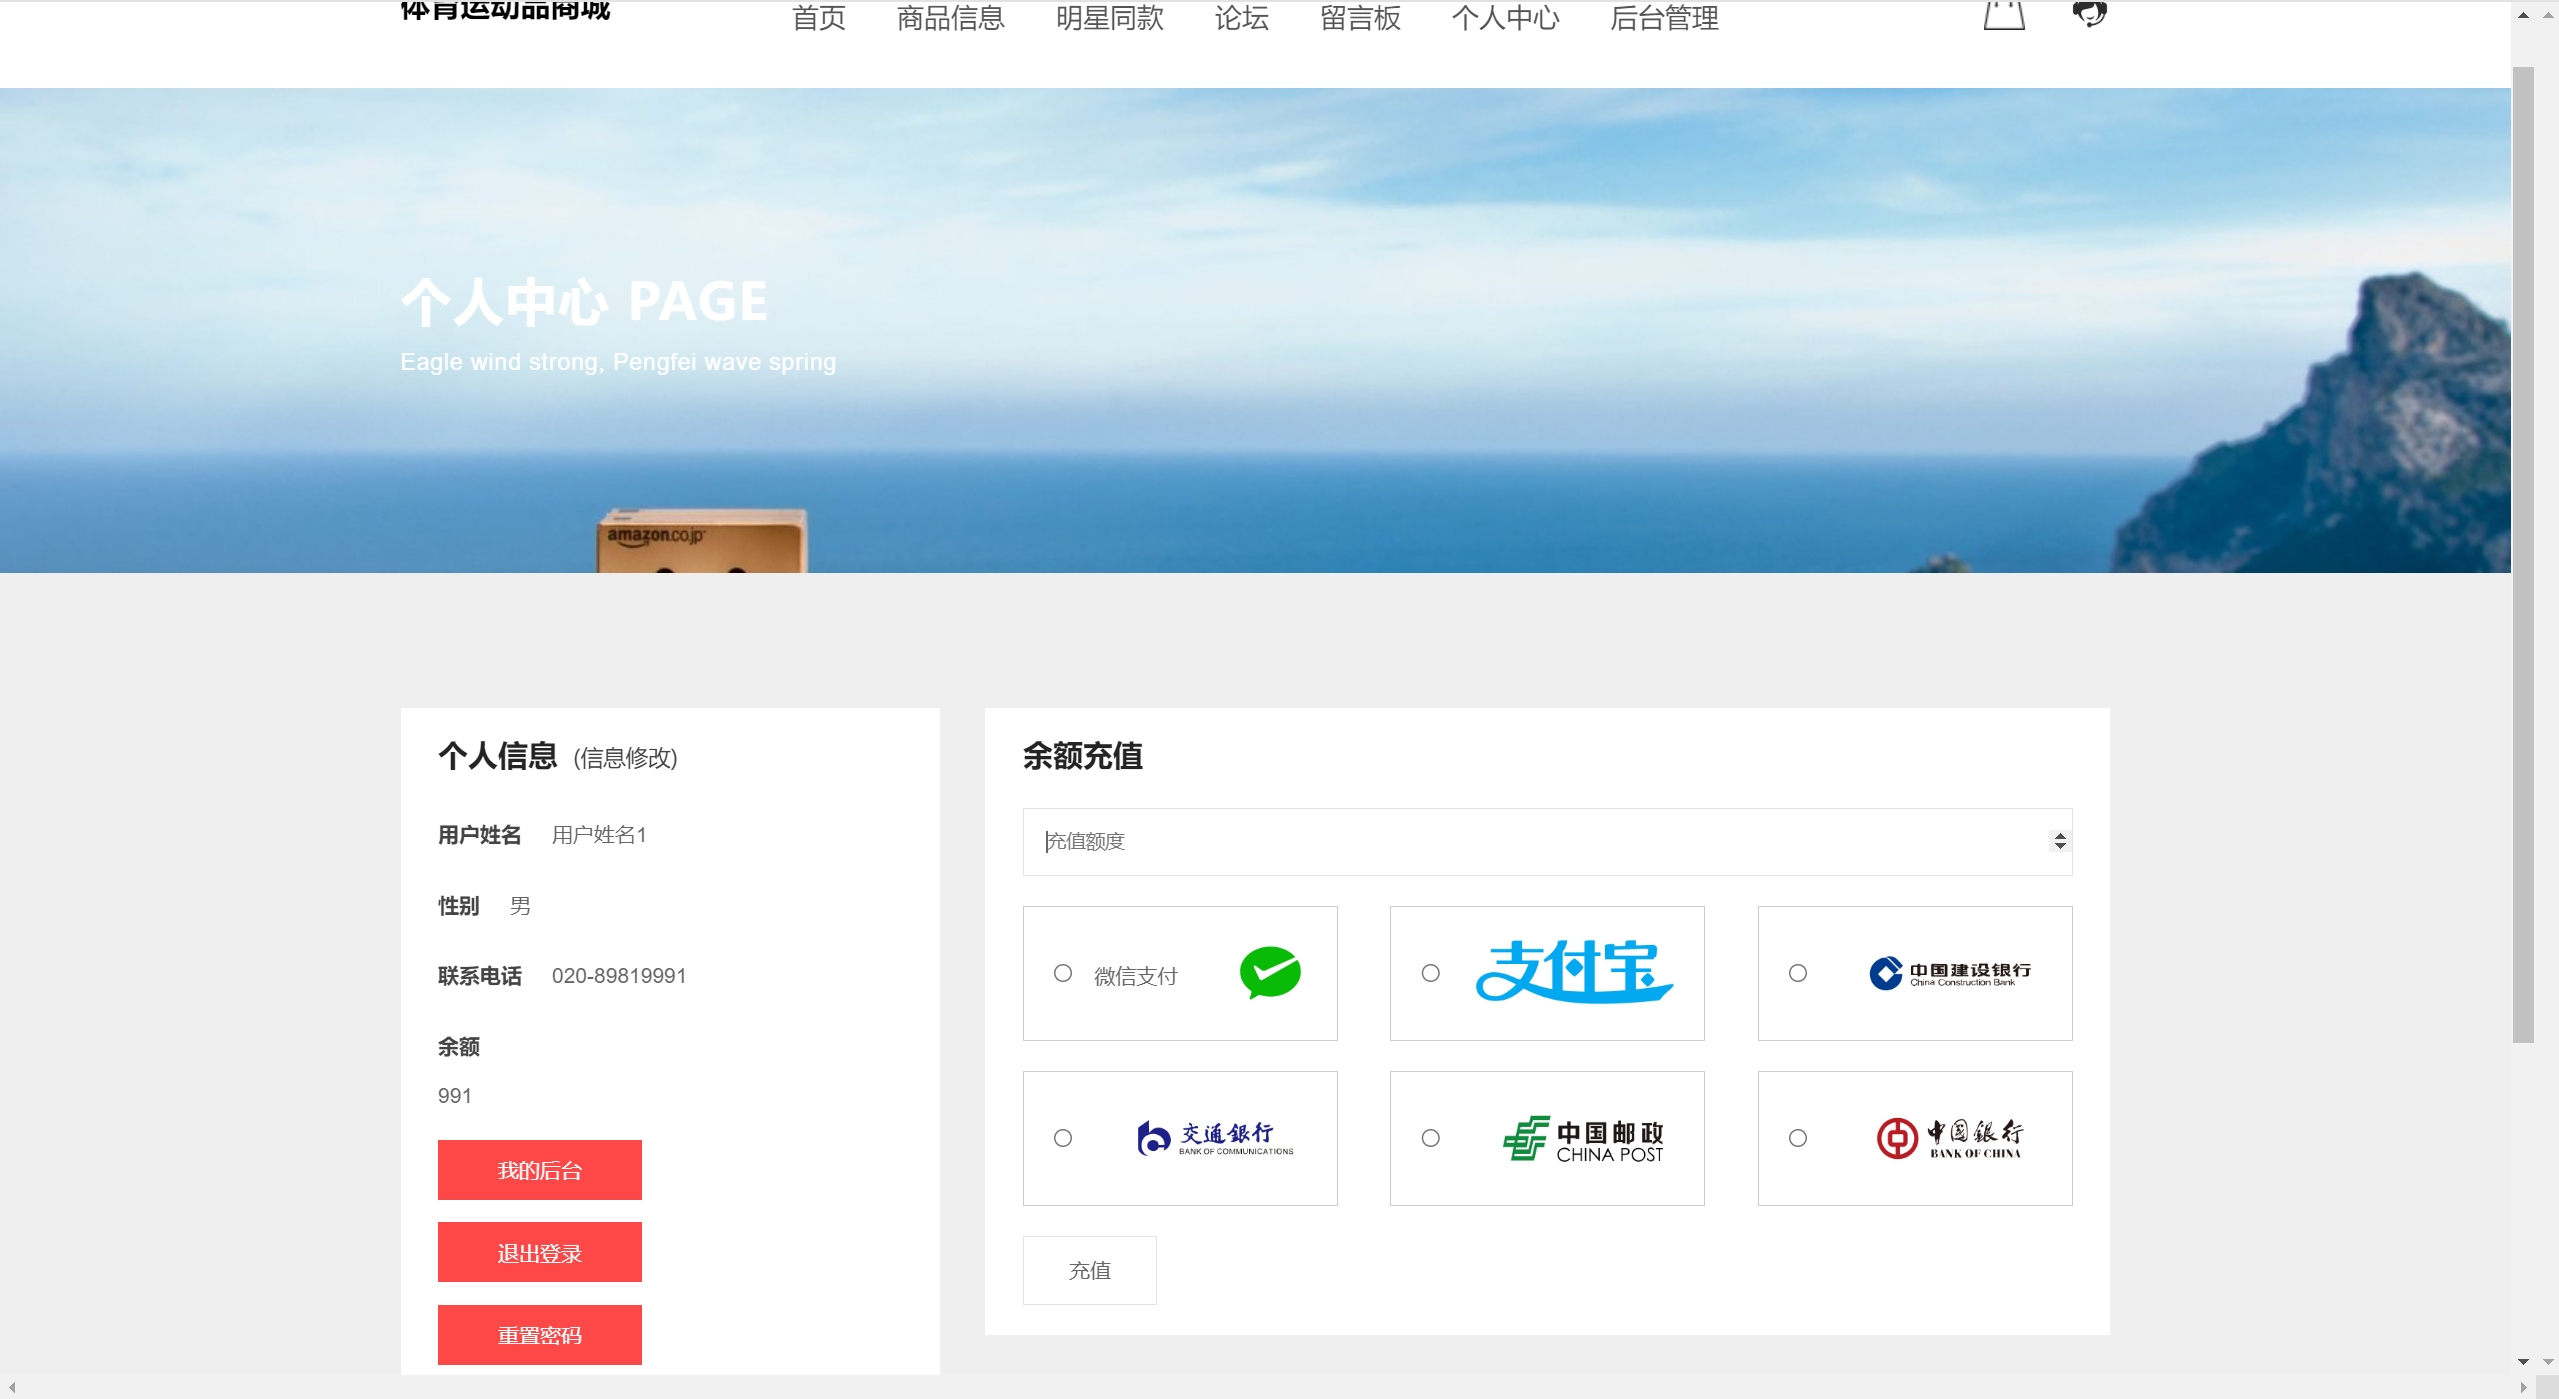 体育运动品商城
首页 商品信息 明星同款 论坛 留言板 个人中心 后台管理
个人中心 PAGE
Eagle wind strong, Pengfei wave spring
amazon.co.jp
个人信息 (信息修改)
用户姓名 用户姓名1
性别 男
联系电话 020-89819991
余额
991
我的后台
退出登录
重置密码
余额充值
充值额度
微信支付
支付宝
中国建设银行
China Construction Bank
交通銀行
BANK OF COMMUNICATIONS
中国邮政
CHINA POST
中国銀行
BANK OF CHINA
充值